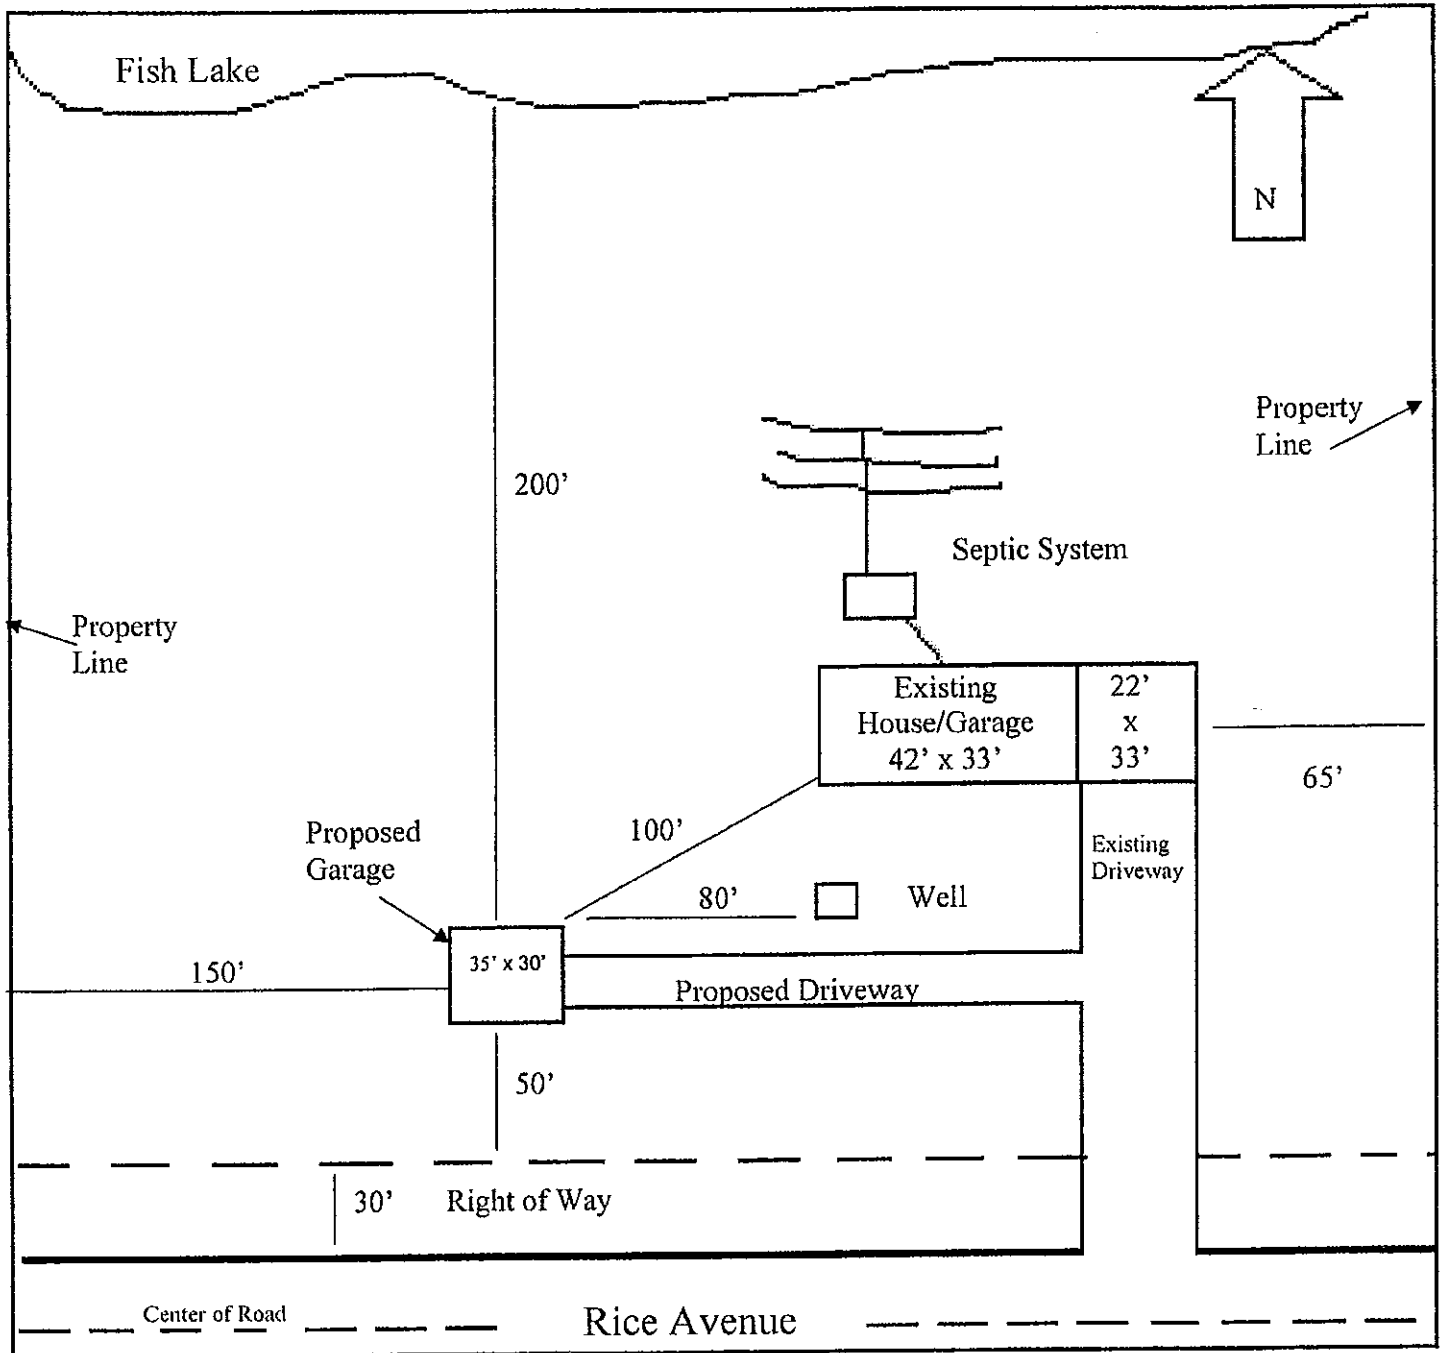 Fish Lake
N
Property
Line
200'
Septic System
Property
Line
Existing
House/Garage
42' x 33'
22'
x
33'
65'
Proposed
Garage
100'
Existing
Driveway
80'
Well
35' x 30'
150'
Proposed Driveway
50'
30'
Right of Way
Center of Road
Rice Avenue